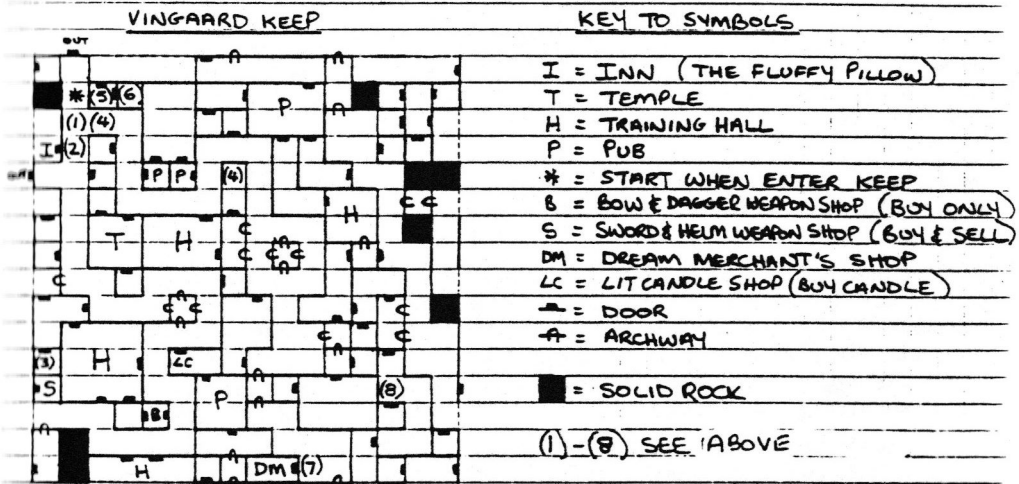 VINGAARD KEEP
KEY TO SYMBOLS
OUT
I = INN (THE FLUFFY PILLOW)
T = TEMPLE
H = TRAINING HALL
P = PUB
* = START WHEN ENTER KEEP
B = BOW & DAGGER WEAPON SHOP (BUY ONLY)
S = SWORD & HELM WEAPON SHOP (BUY & SELL)
DM = DREAM MERCHANT'S SHOP
LC = LIT CANDLE SHOP (BUY CANDLE)
= DOOR
= ARCHWAY
= SOLID ROCK
(1)-(8) SEE ABOVE
* (5) * (6)
P
(1) (4)
I (2)
P P (4)
H
T H
(3) H LC
S P (8)
B
H DM (7)